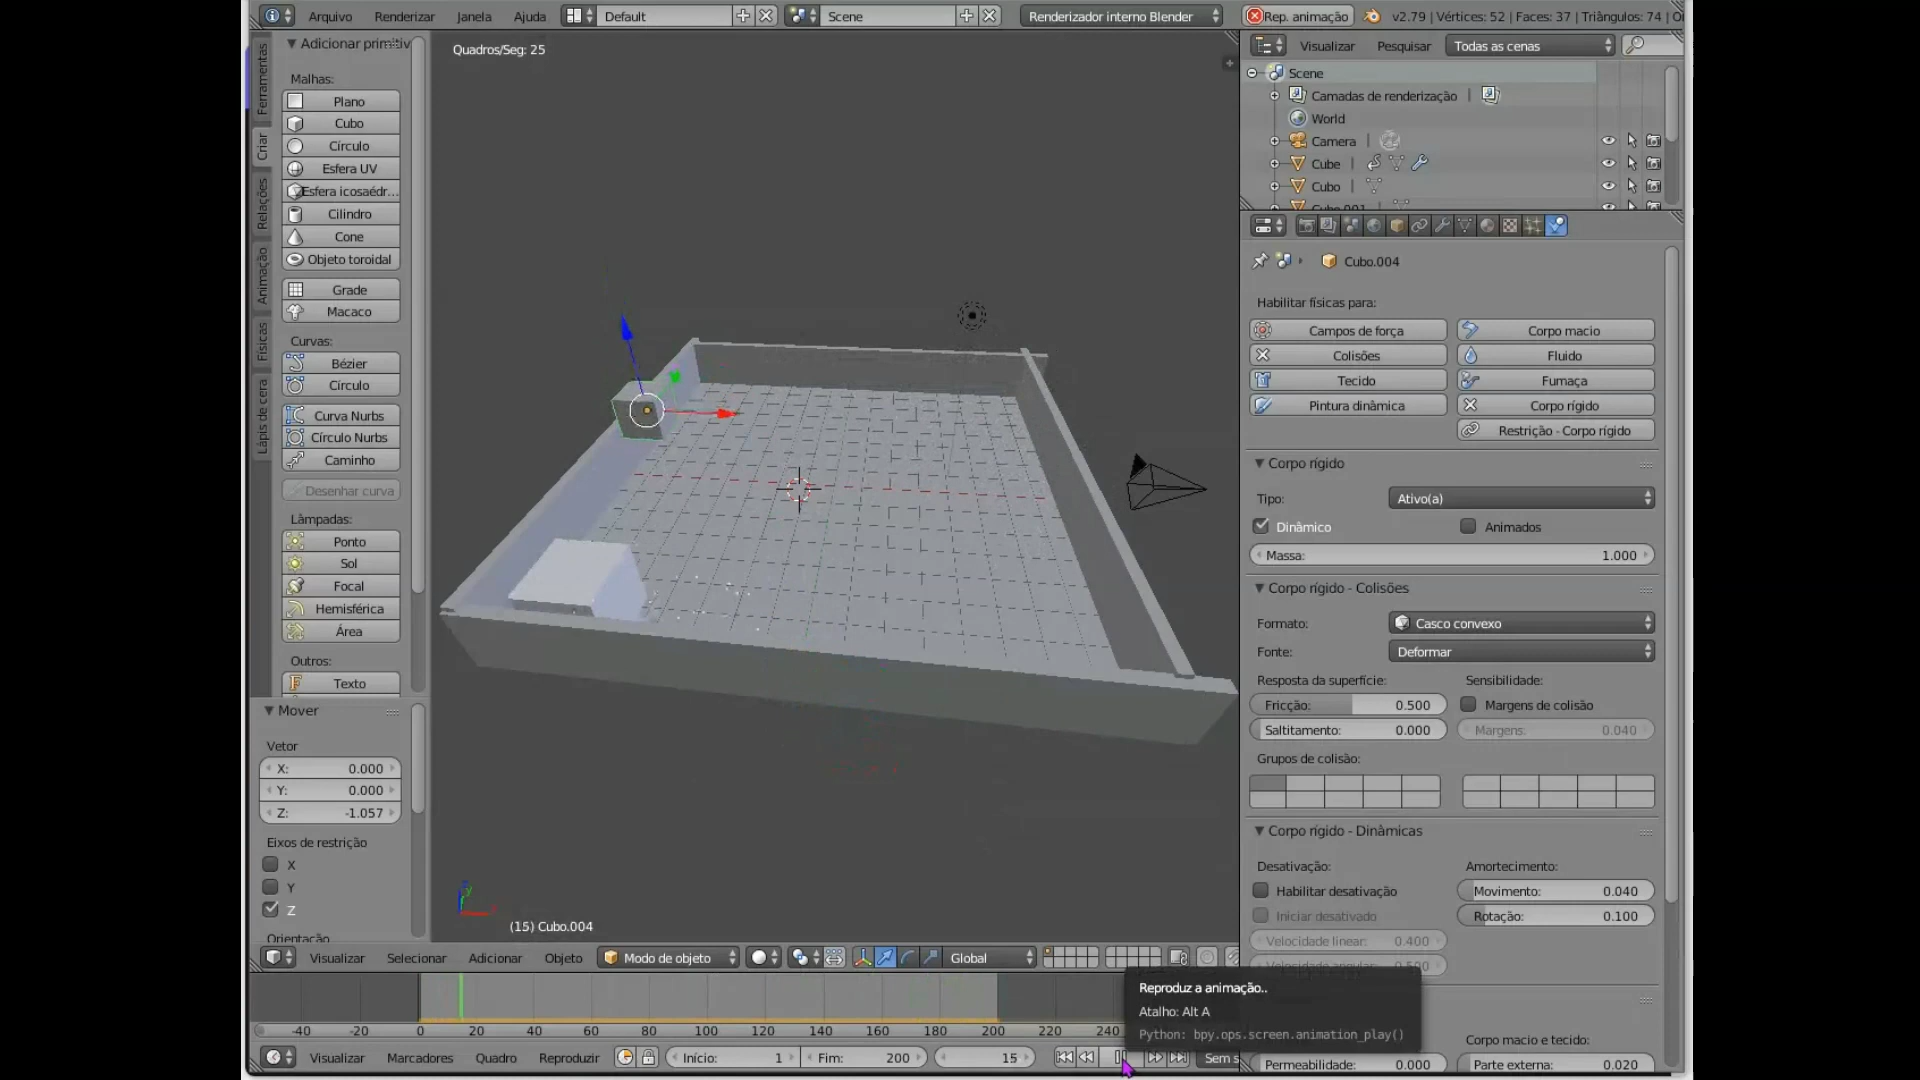 Arquivo Renderizar Janela Ajuda Default Scene Renderizador interno Blender Rep. animação v2.79 | Vértices: 52 | Faces: 37 | Triângulos: 74 |
Ferramentas
Criar
Relações
Animação
Físicas
Lápis de cera
Adicionar primitiv
Malhas:
Plano
Cubo
Círculo
Esfera UV
Esfera icosaédr...
Cilindro
Cone
Objeto toroidal
Grade
Macaco
Curvas:
Bézier
Círculo
Curva Nurbs
Círculo Nurbs
Caminho
Desenhar curva
Lâmpadas:
Ponto
Sol
Focal
Hemisférica
Área
Outros:
Texto
Mover
Vetor
X: 0.000
Y: 0.000
Z: -1.057
Eixos de restrição
X
Y
Z
Orientação
Quadros/Seg: 25
(15) Cubo.004
Visualizar Selecionar Adicionar Objeto Modo de objeto Global
-40 -20 0 20 40 60 80 100 120 140 160 180 200 220 240
Visualizar Marcadores Quadro Reproduzir Início: 1 Fim: 200 15 Sem s
Reproduz a animação..
Atalho: Alt A
Python: bpy.ops.screen.animation_play()
Visualizar Pesquisar Todas as cenas
Scene
Camadas de renderização
World
Camera
Cube
Cubo
Cubo.001
Cubo.004
Habilitar físicas para:
Campos de força Corpo macio
Colisões Fluido
Tecido Fumaça
Pintura dinâmica Corpo rígido
Restrição - Corpo rígido
Corpo rígido
Tipo: Ativo(a)
Dinâmico Animados
Massa: 1.000
Corpo rígido - Colisões
Formato: Casco convexo
Fonte: Deformar
Resposta da superfície: Sensibilidade:
Fricção: 0.500 Margens de colisão
Saltitamento: 0.000 Margens: 0.040
Grupos de colisão:
Corpo rígido - Dinâmicas
Desativação: Amortecimento:
Habilitar desativação Movimento: 0.040
Iniciar desativado Rotação: 0.100
Velocidade linear: 0.400
Velocidade angular: 0.500
Corpo macio e tecido:
Permeabilidade: 0.000 Parte externa: 0.020